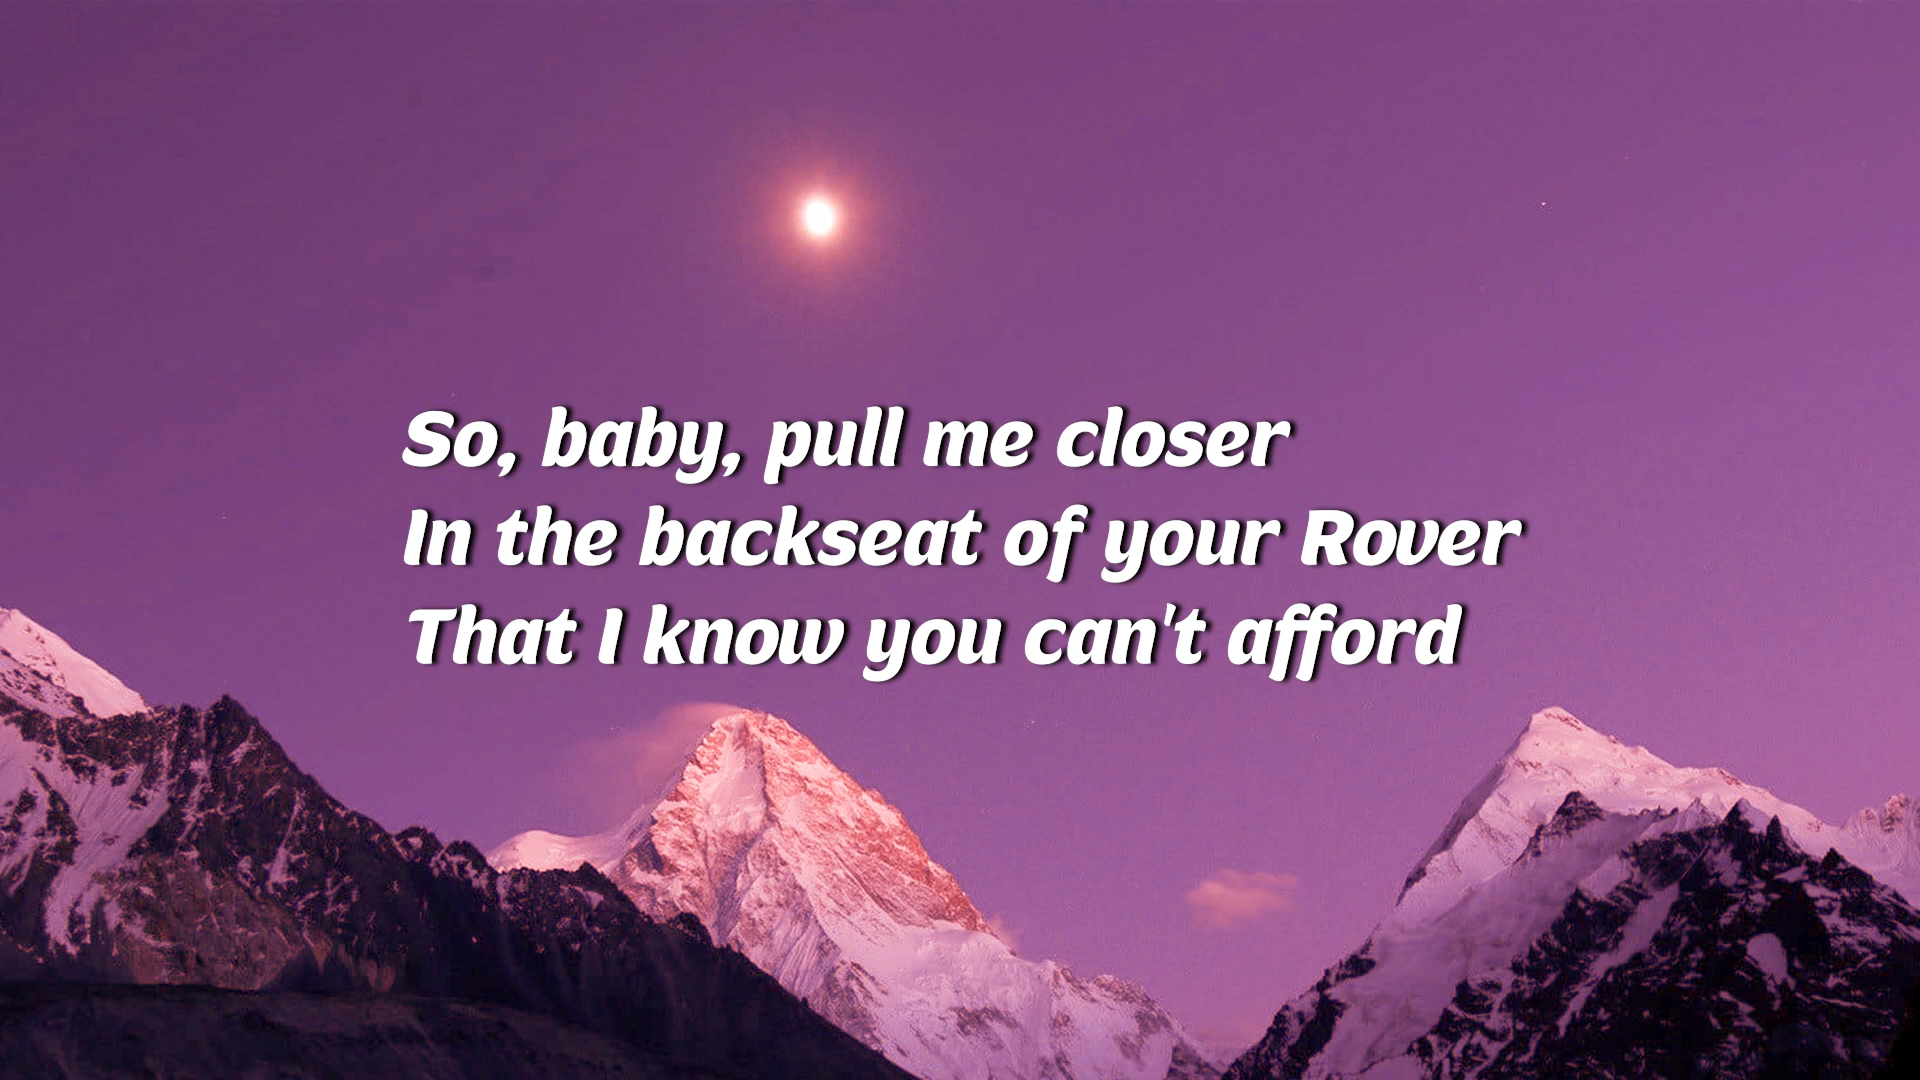 So, baby, pull me closer
In the backseat of your Rover
That I know you can't afford